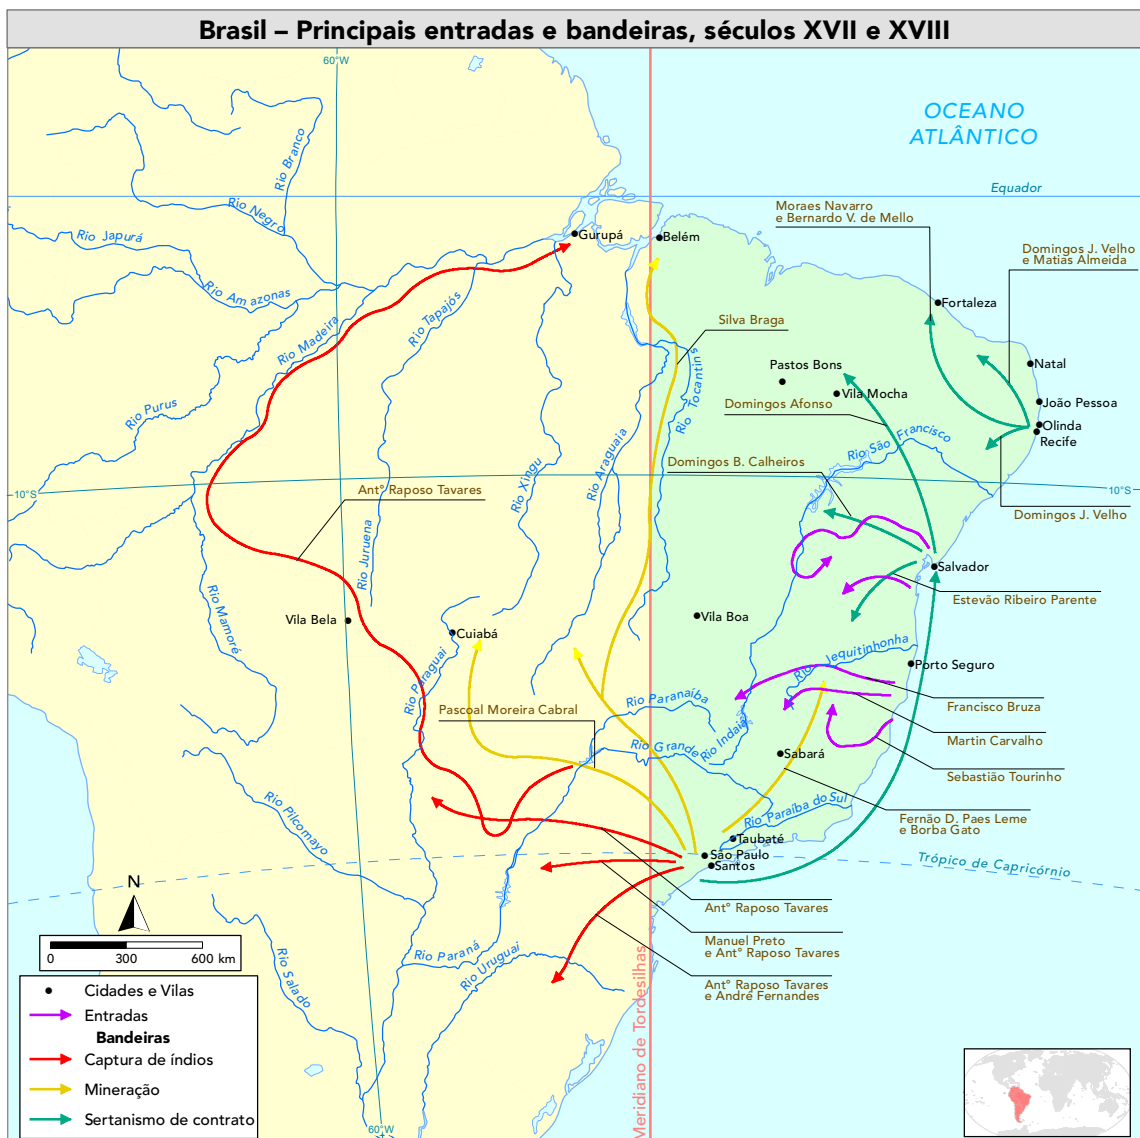 Brasil – Principais entradas e bandeiras, séculos XVII e XVIII
60°W
OCEANO
ATLÂNTICO
Rio Branco
Equador
Rio Negro
Moraes Navarro
e Bernardo V. de Mello
Rio Japurá
Gurupá
Belém
Domingos J. Velho
e Matias Almeida
Rio Amazonas
Rio Tapajós
Fortaleza
Rio Madeira
Silva Braga
Pastos Bons
Natal
Rio Tocantins
Vila Mocha
Rio Purus
Domingos Afonso
João Pessoa
Olinda
Recife
Rio São Francisco
Rio Araguaia
Rio Xingu
Domingos B. Calheiros
10°S
Antº Raposo Tavares
10°S
Domingos J. Velho
Rio Juruena
Salvador
Rio Mamoré
Estevão Ribeiro Parente
Vila Bela
Vila Boa
Cuiabá
Rio Jequitinhonha
Porto Seguro
Rio Paraguai
Rio Paranaíba
Pascoal Moreira Cabral
Francisco Bruza
Rio Indaiá
Rio Grande
Martin Carvalho
Sabará
Sebastião Tourinho
Rio Pilcomayo
Rio Paraíba do Sul
Fernão D. Paes Leme
e Borba Gato
Taubaté
São Paulo
Santos
Trópico de Capricórnio
N
Antº Raposo Tavares
Rio Paraná
Manuel Preto
e Antº Raposo Tavares
Rio Uruguai
0 300 600 km
Rio Salado
Meridiano de Tordesilhas
Antº Raposo Tavares
e André Fernandes
Cidades e Vilas
Entradas
Bandeiras
Captura de índios
Mineração
Sertanismo de contrato
60°W